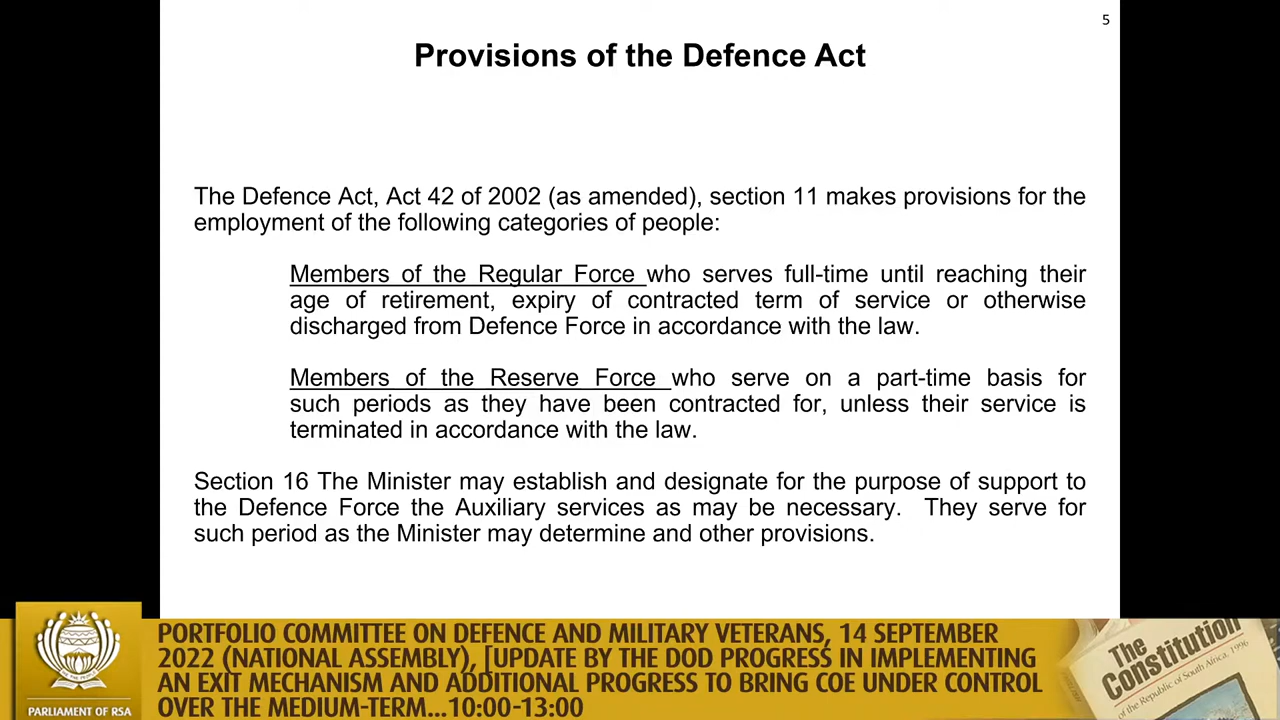 5
Provisions of the Defence Act
The Defence Act, Act 42 of 2002 (as amended), section 11 makes provisions for the
employment of the following categories of people:
Members of the Regular Force who serves full-time until reaching their
age of retirement, expiry of contracted term of service or otherwise
discharged from Defence Force in accordance with the law.
Members of the Reserve Force who serve on a part-time basis for
such periods as they have been contracted for, unless their service is
terminated in accordance with the law.
Section 16 The Minister may establish and designate for the purpose of support to
the Defence Force the Auxiliary services as may be necessary. They serve for
such period as the Minister may determine and other provisions.
PORTFOLIO COMMITTEE ON DEFENCE AND MILITARY VETERANS, 14 SEPTEMBER
2022 (NATIONAL ASSEMBLY), [UPDATE BY THE DOD PROGRESS IN IMPLEMENTING
AN EXIT MECHANISM AND ADDITIONAL PROGRESS TO BRING COE UNDER CONTROL
OVER THE MEDIUM-TERM...10:00-13:00
PARLIAMENT OF RSA
The
Constitution
of the Republic of South Africa, 1996